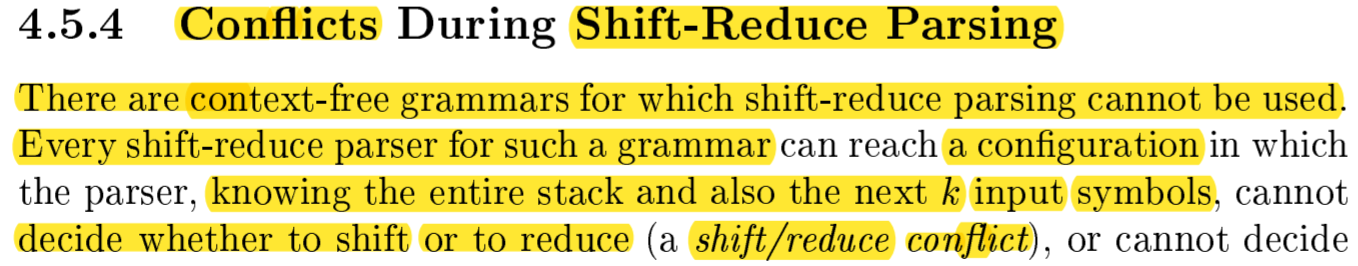 4.5.4 Conflicts During Shift-Reduce Parsing
There are context-free grammars for which shift-reduce parsing cannot be used.
Every shift-reduce parser for such a grammar can reach a configuration in which
the parser, knowing the entire stack and also the next k input symbols, cannot
decide whether to shift or to reduce (a shift/reduce conflict), or cannot decide